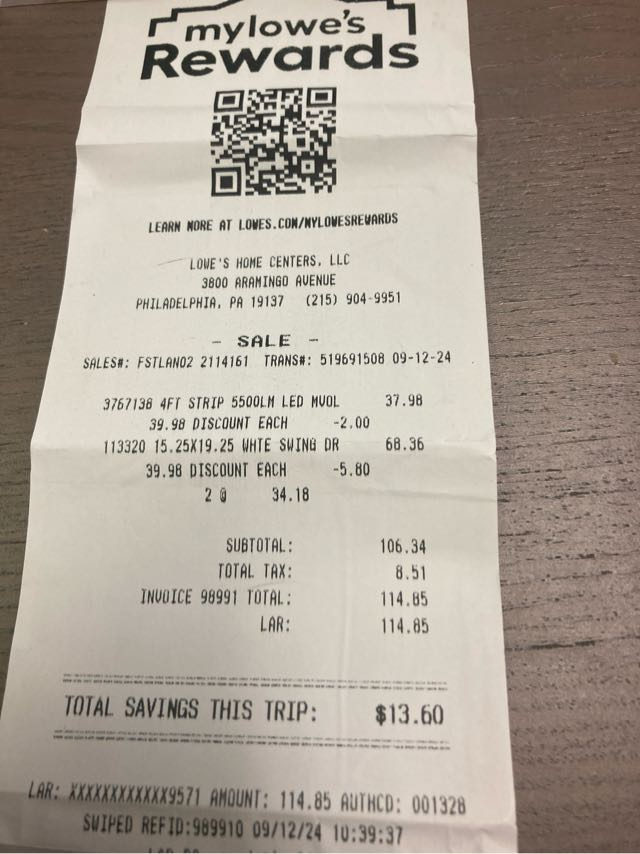 mylowe's
Rewards
LEARN MORE AT LOWES.COM/MYLOWESREWARDS
LOWE'S HOME CENTERS, LLC
3800 ARAMINGO AVENUE
PHILADELPHIA, PA 19137 (215) 904-9951
- SALE -
SALES#: FSTLAN02 2114161 TRANS#: 519691508 09-12-24
3767138 4FT STRIP 5500LM LED MVOL 37.98
39.98 DISCOUNT EACH -2.00
113320 15.25X19.25 WHTE SWING DR 68.36
39.98 DISCOUNT EACH -5.80
2 @ 34.18
SUBTOTAL: 106.34
TOTAL TAX: 8.51
INVOICE 98991 TOTAL: 114.85
LAR: 114.85
TOTAL SAVINGS THIS TRIP: $13.60
LAR: XXXXXXXXXXXX9571 AMOUNT: 114.85 AUTHCD: 001328
SWIPED REFID:989910 09/12/24 10:39:37